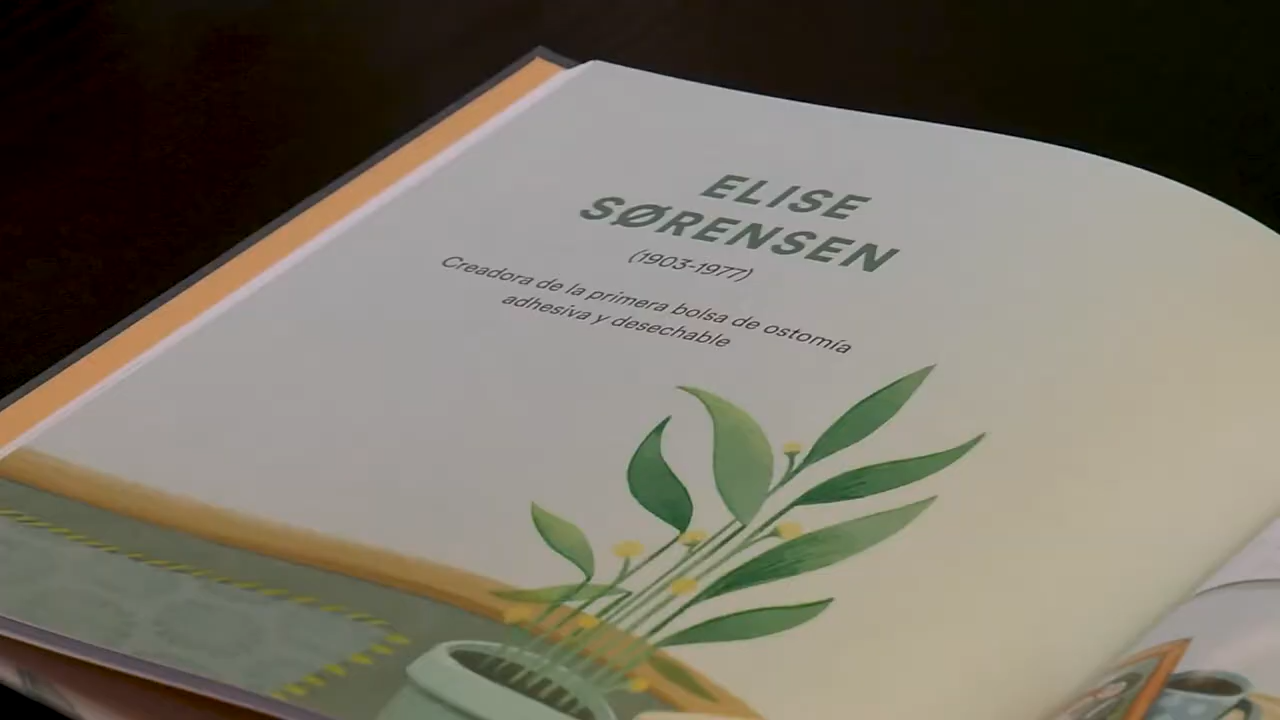 ELISE
SØRENSEN
(1903-1977)
Creadora de la primera bolsa de ostomía
adhesiva y desechable